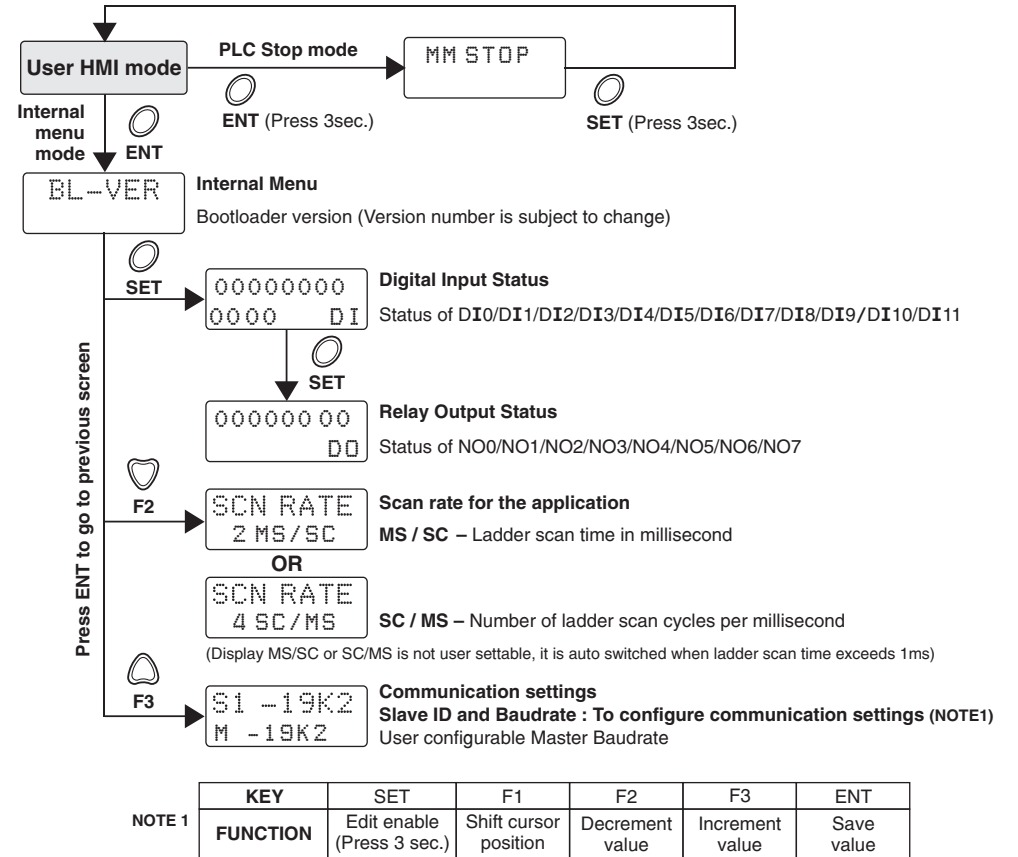 User HMI mode
PLC Stop mode
ENT (Press 3sec.)
MM STOP
SET (Press 3sec.)
Internal
menu
mode
ENT
BL-VER
Internal Menu
Bootloader version (Version number is subject to change)
SET
00000000
0000 DI
Digital Input Status
Status of DI0/DI1/DI2/DI3/DI4/DI5/DI6/DI7/DI8/DI9/DI10/DI11
SET
00000000
DO
Relay Output Status
Status of NO0/NO1/NO2/NO3/NO4/NO5/NO6/NO7
Press ENT to go to previous screen
F2
SCN RATE
2 MS/SC
Scan rate for the application
MS / SC – Ladder scan time in millisecond
OR
SCN RATE
4 SC/MS
SC / MS – Number of ladder scan cycles per millisecond
(Display MS/SC or SC/MS is not user settable, it is auto switched when ladder scan time exceeds 1ms)
F3
S1 -19K2
M -19K2
Communication settings
Slave ID and Baudrate : To configure communication settings (NOTE1)
User configurable Master Baudrate
NOTE 1
KEY SET F1 F2 F3 ENT
FUNCTION Edit enable (Press 3 sec.) Shift cursor position Decrement value Increment value Save value